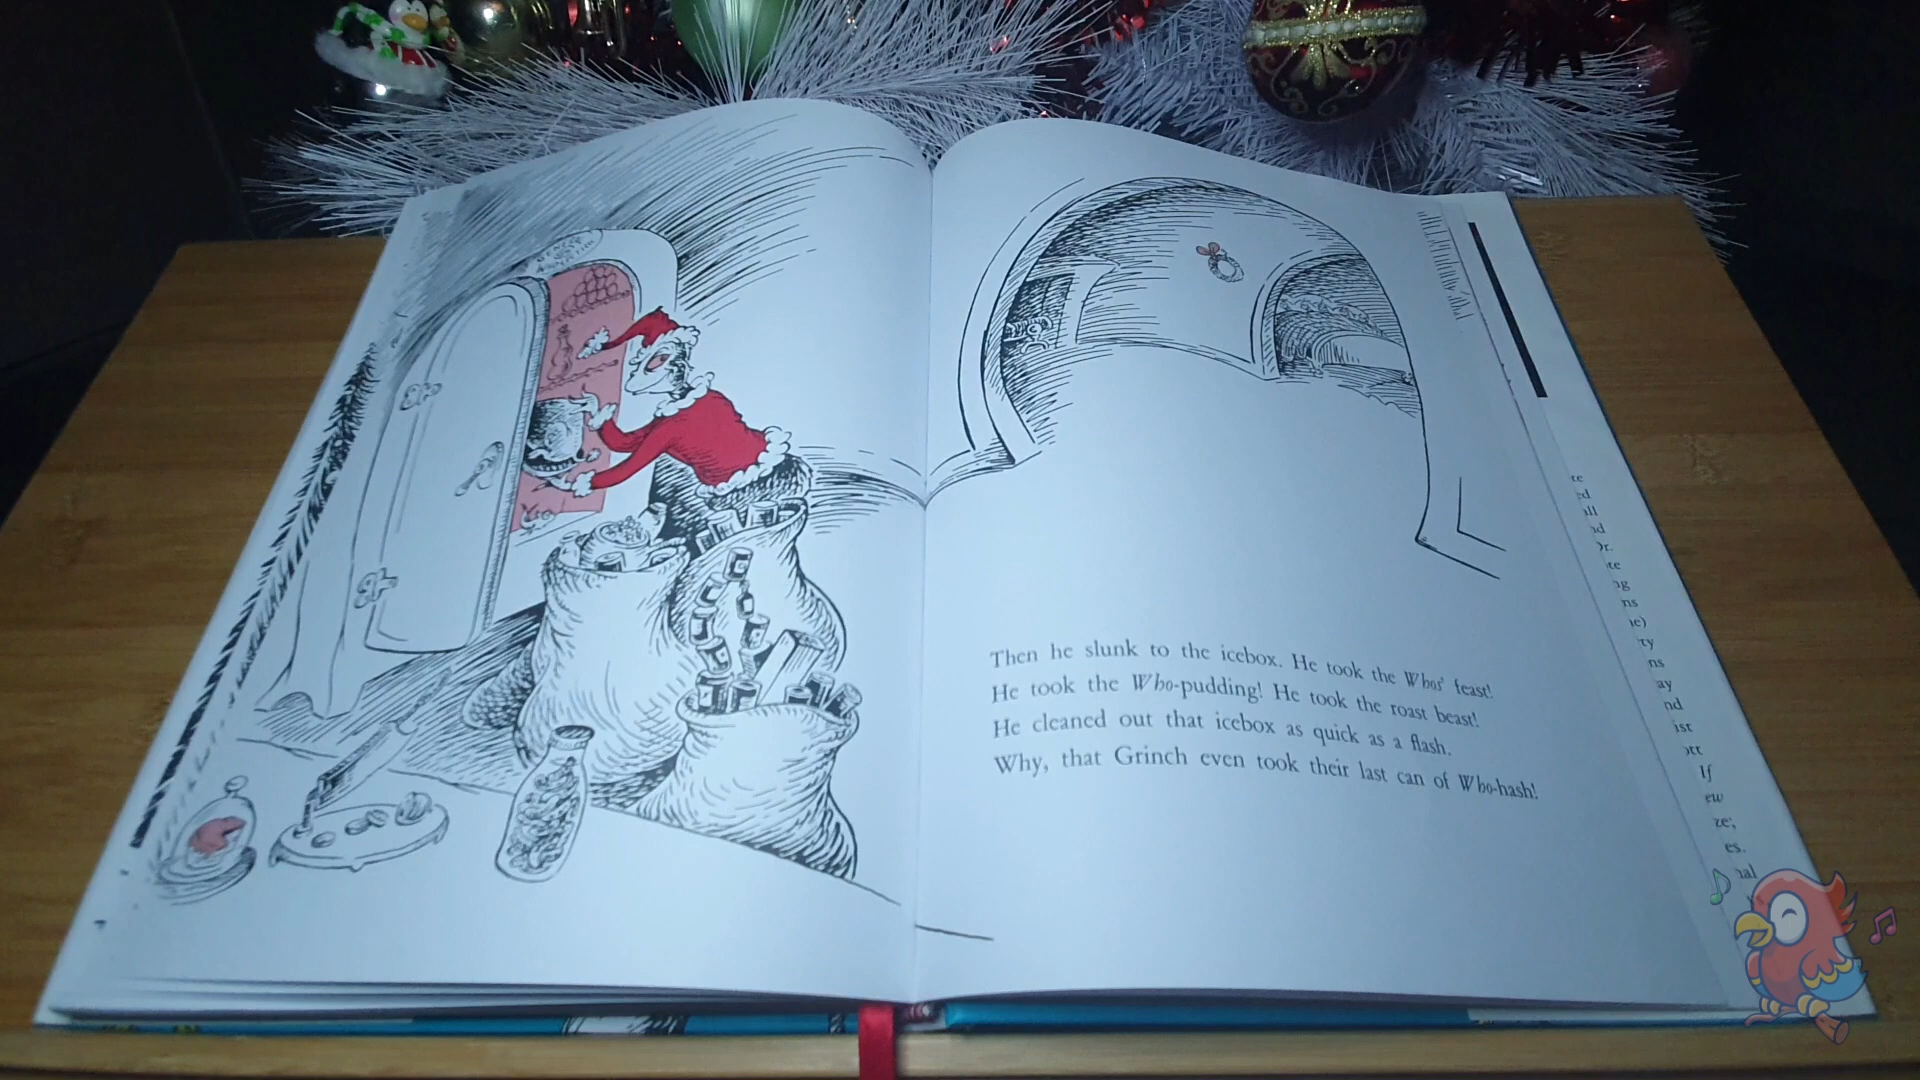 Then he slunk to the icebox. He took the Whos' feast!
He took the Who-pudding! He took the roast beast!
He cleaned out that icebox as quick as a flash.
Why, that Grinch even took their last can of Who-hash!
If